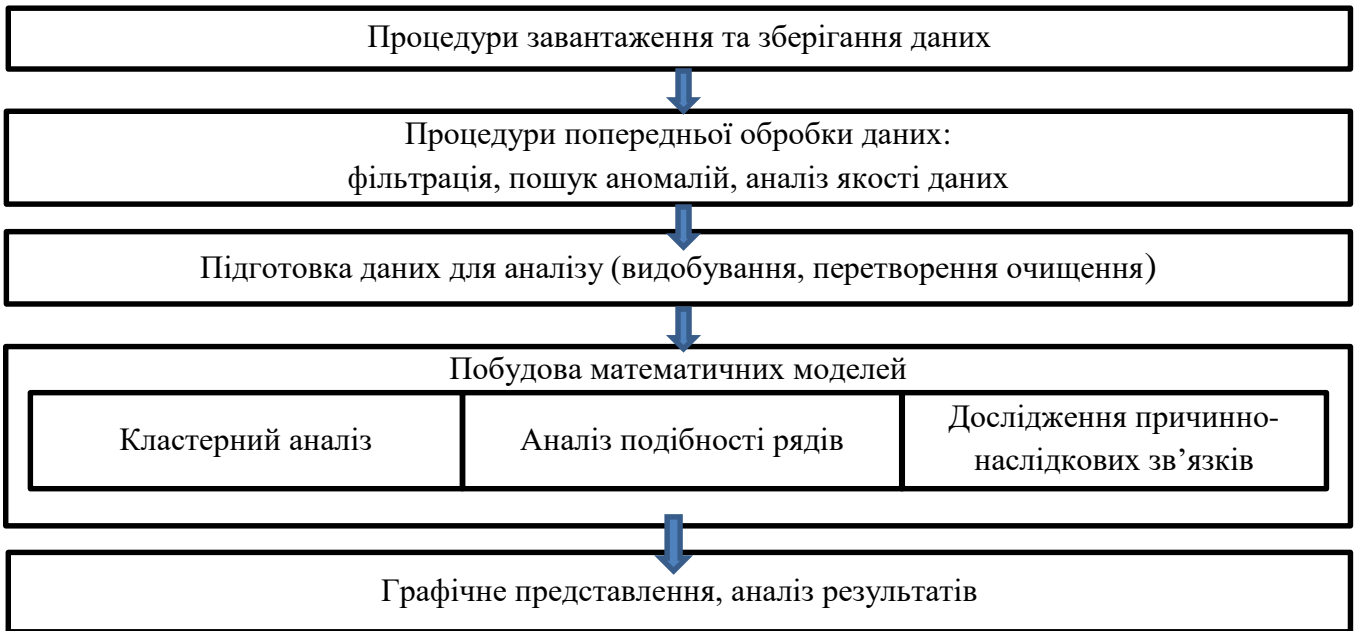 Процедури завантаження та зберігання даних
Процедури попередньої обробки даних:
фільтрація, пошук аномалій, аналіз якості даних
Підготовка даних для аналізу (видобування, перетворення очищення)
Побудова математичних моделей
Кластерний аналіз
Аналіз подібності рядів
Дослідження причинно-
наслідкових зв’язків
Графічне представлення, аналіз результатів